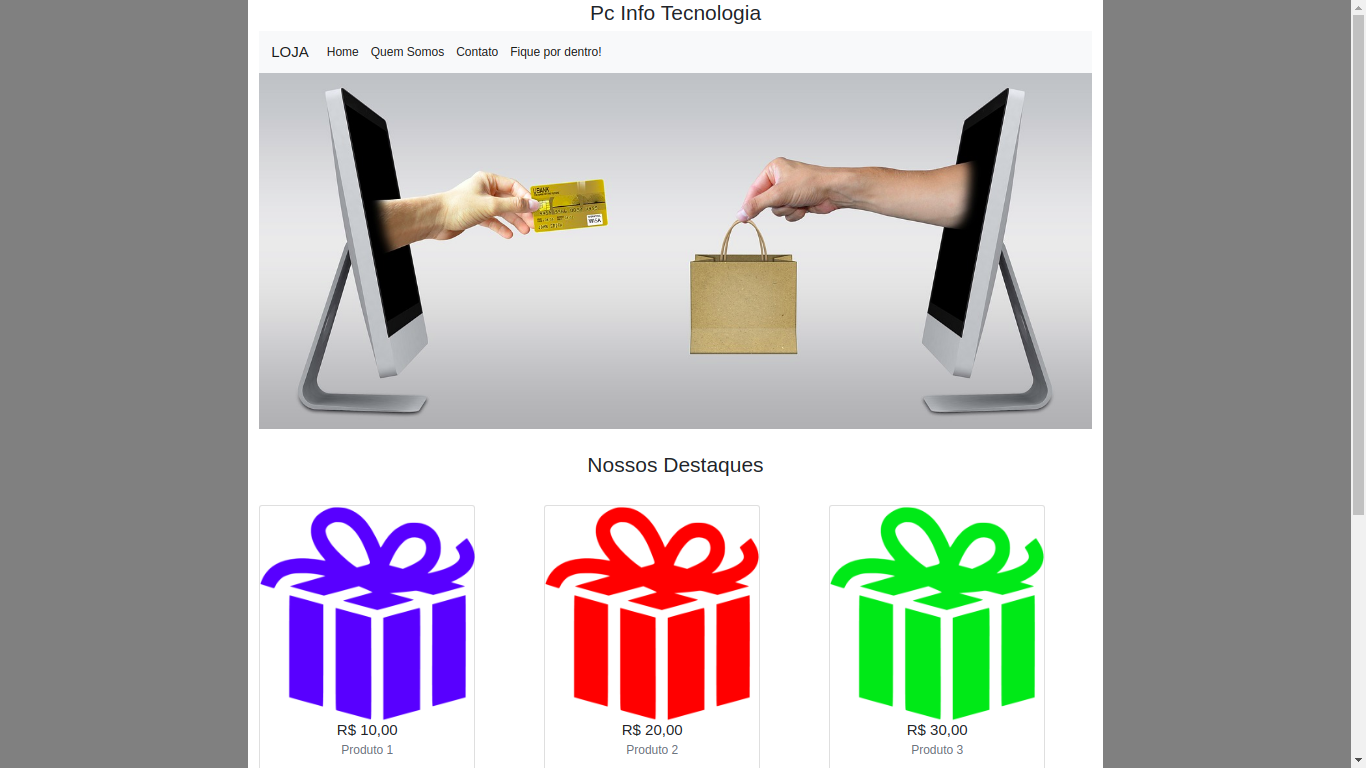 Pc Info Tecnologia
LOJA Home Quem Somos Contato Fique por dentro!
BANK
VISA
Nossos Destaques
R$ 10,00 R$ 20,00 R$ 30,00
Produto 1 Produto 2 Produto 3